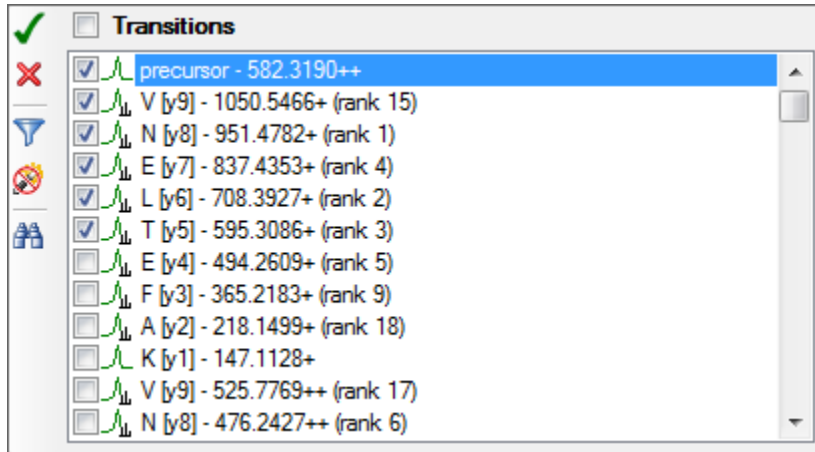 Transitions
precursor - 582.3190++
V [y9] - 1050.5466+ (rank 15)
N [y8] - 951.4782+ (rank 1)
E [y7] - 837.4353+ (rank 4)
L [y6] - 708.3927+ (rank 2)
T [y5] - 595.3086+ (rank 3)
E [y4] - 494.2609+ (rank 5)
F [y3] - 365.2183+ (rank 9)
A [y2] - 218.1499+ (rank 18)
K [y1] - 147.1128+
V [y9] - 525.7769++ (rank 17)
N [y8] - 476.2427++ (rank 6)